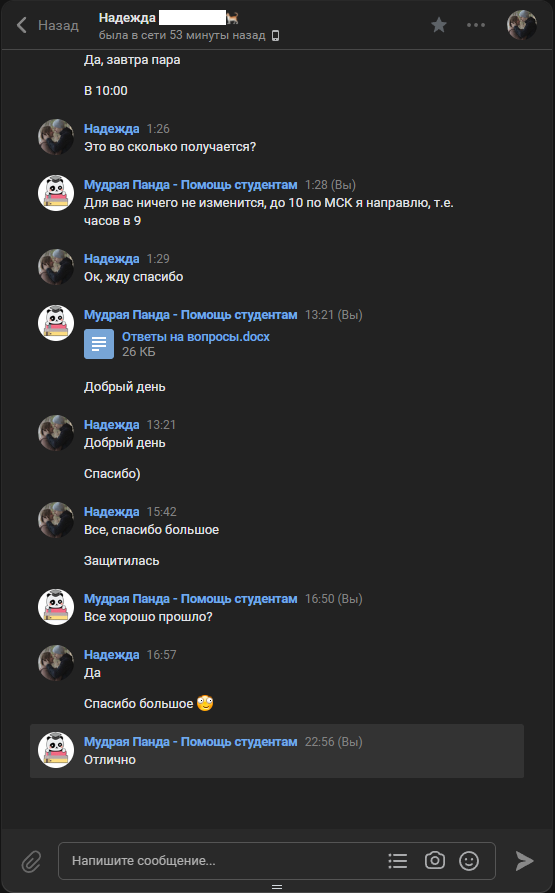 Назад
Надежда
была в сети 53 минуты назад
Да, завтра пара
В 10:00
Надежда 1:26
Это во сколько получается?
Мудрая Панда - Помощь студентам 1:28 (Вы)
Для вас ничего не изменится, до 10 по МСК я направлю, т.е.
часов в 9
Надежда 1:29
Ок, жду спасибо
Мудрая Панда - Помощь студентам 13:21 (Вы)
Ответы на вопросы.docx
26 КБ
Добрый день
Надежда 13:21
Добрый день
Спасибо)
Надежда 15:42
Все, спасибо большое
Защитилась
Мудрая Панда - Помощь студентам 16:50 (Вы)
Все хорошо прошло?
Надежда 16:57
Да
Спасибо большое
Мудрая Панда - Помощь студентам 22:56 (Вы)
Отлично
Напишите сообщение...